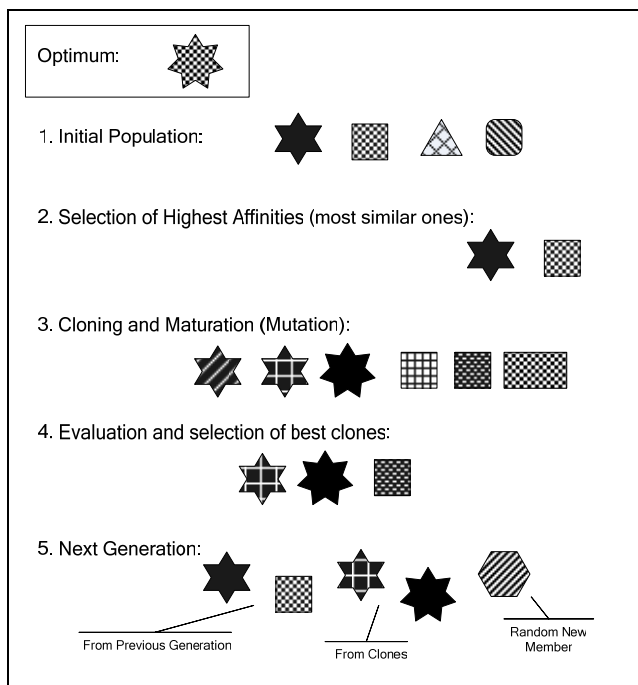 Optimum:
1. Initial Population:
2. Selection of Highest Affinities (most similar ones):
3. Cloning and Maturation (Mutation):
4. Evaluation and selection of best clones:
5. Next Generation:
From Previous Generation
From Clones
Random New
Member